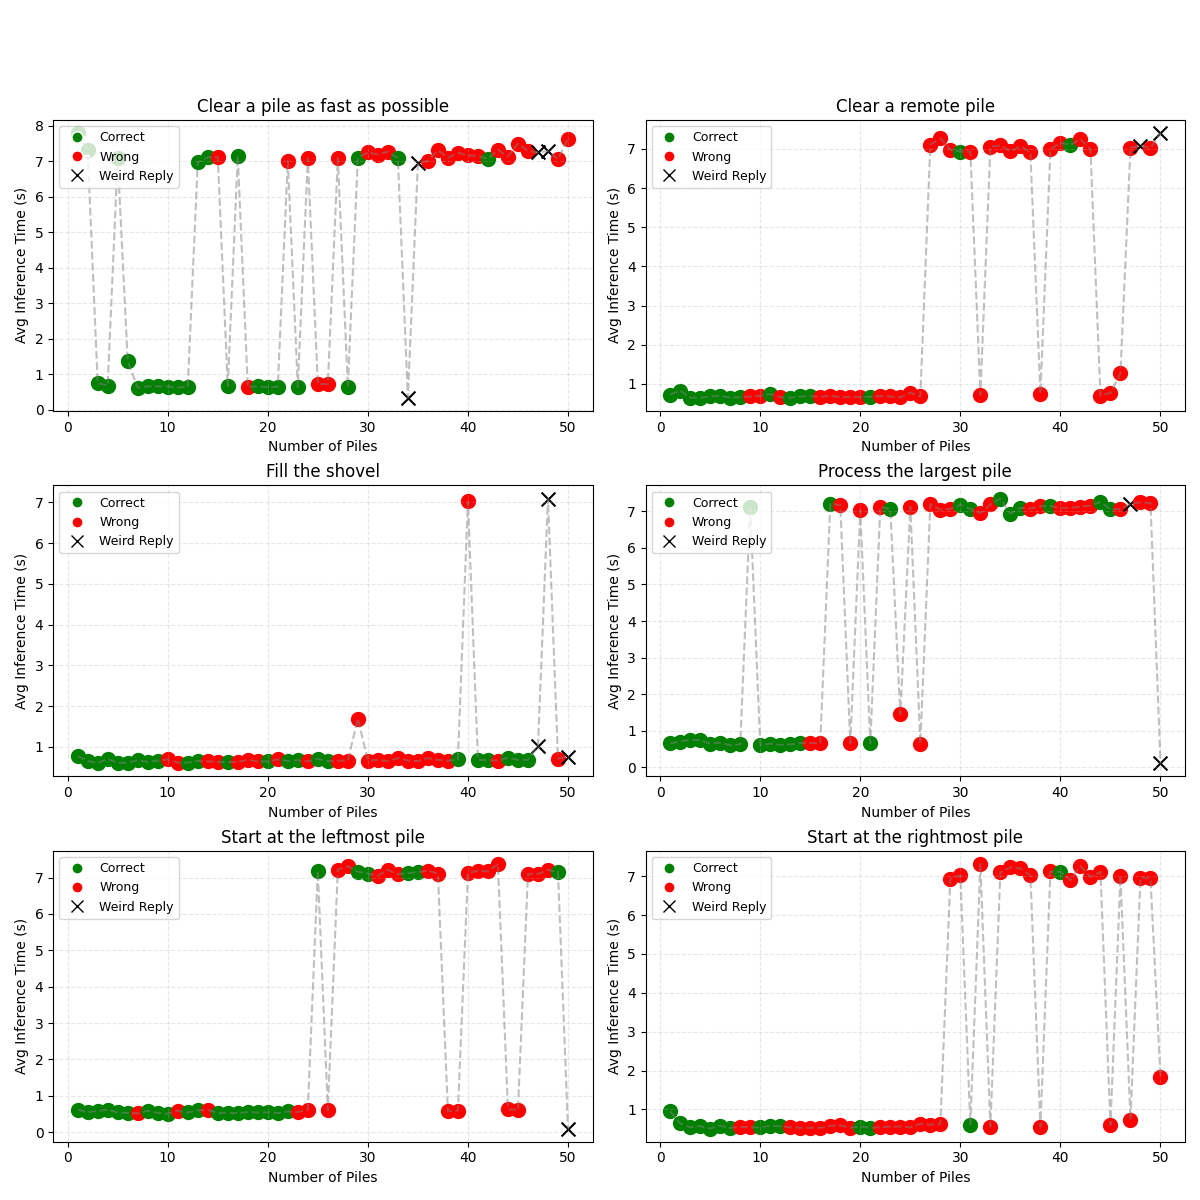 Clear a pile as fast as possible
Correct
Wrong
Weird Reply
Avg Inference Time (s)
8
7
6
5
4
3
2
1
0
0 10 20 30 40 50
Number of Piles
Clear a remote pile
Correct
Wrong
Weird Reply
Avg Inference Time (s)
7
6
5
4
3
2
1
0 10 20 30 40 50
Number of Piles
Fill the shovel
Correct
Wrong
Weird Reply
Avg Inference Time (s)
7
6
5
4
3
2
1
0 10 20 30 40 50
Number of Piles
Process the largest pile
Correct
Wrong
Weird Reply
Avg Inference Time (s)
7
6
5
4
3
2
1
0
0 10 20 30 40 50
Number of Piles
Start at the leftmost pile
Correct
Wrong
Weird Reply
Avg Inference Time (s)
7
6
5
4
3
2
1
0
0 10 20 30 40 50
Number of Piles
Start at the rightmost pile
Correct
Wrong
Weird Reply
Avg Inference Time (s)
7
6
5
4
3
2
1
0 10 20 30 40 50
Number of Piles